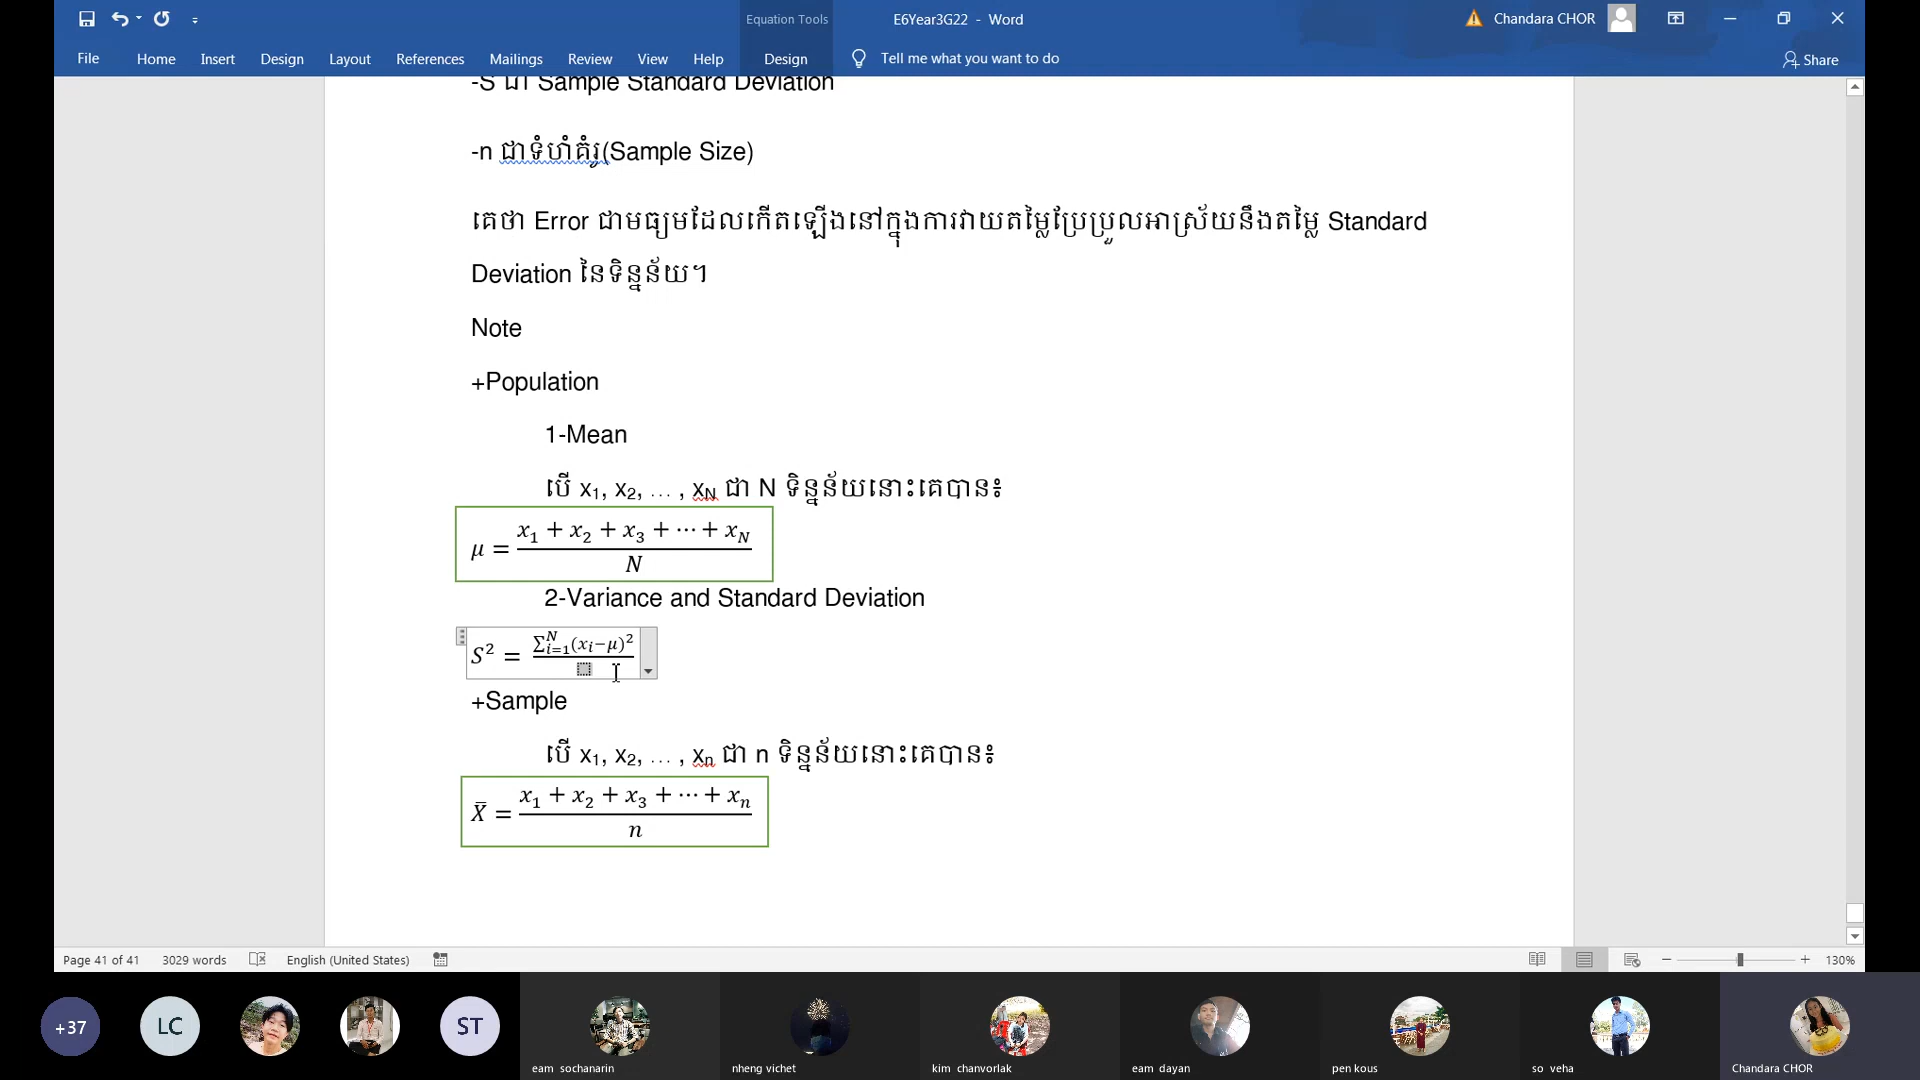 Equation Tools
E6Year3G22 - Word
Chandara CHOR
File Home Insert Design Layout References Mailings Review View Help Design Tell me what you want to do Share
-S ជា Sample Standard Deviation
-n ជាទំហំគំរូ(Sample Size)
គេថា Error ជាមធ្យមដែលកើតឡើងនៅក្នុងការវាយតម្លៃប្រែប្រួលអាស្រ័យនឹងតម្លៃ Standard
Deviation នៃទិន្នន័យ។
Note
+Population
1-Mean
បើ x₁, x₂, … , x_N ជា N ទិន្នន័យនោះគេបាន៖
μ = (x₁ + x₂ + x₃ + ⋯ + x_N) / N
2-Variance and Standard Deviation
S² = ∑_{i=1}^{N}(x_i−μ)²
+Sample
បើ x₁, x₂, … , xₙ ជា n ទិន្នន័យនោះគេបាន៖
X̄ = (x₁ + x₂ + x₃ + ⋯ + xₙ) / n
Page 41 of 41 3029 words English (United States) 130%
+37 LC ST
eam sochanarin nheng vichet kim chanvorlak eam dayan pen kous so veha Chandara CHOR